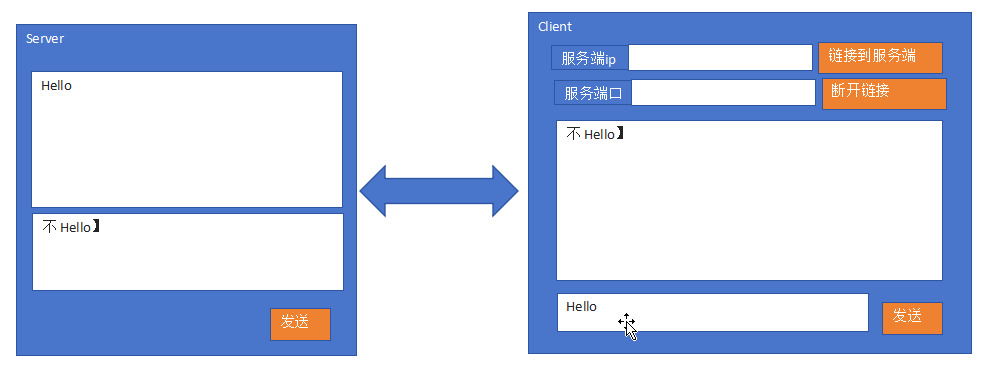 Server
Hello
不 Hello】
发送
Client
服务端ip
链接到服务端
服务端口
断开链接
不 Hello】
Hello
发送